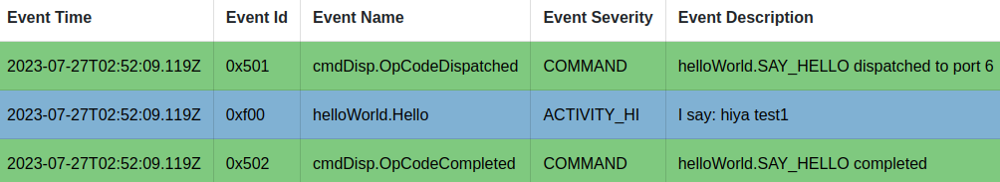 Event Time Event Id Event Name Event Severity Event Description
2023-07-27T02:52:09.119Z 0x501 cmdDisp.OpCodeDispatched COMMAND helloWorld.SAY_HELLO dispatched to port 6
2023-07-27T02:52:09.119Z 0xf00 helloWorld.Hello ACTIVITY_HI I say: hiya test1
2023-07-27T02:52:09.119Z 0x502 cmdDisp.OpCodeCompleted COMMAND helloWorld.SAY_HELLO completed